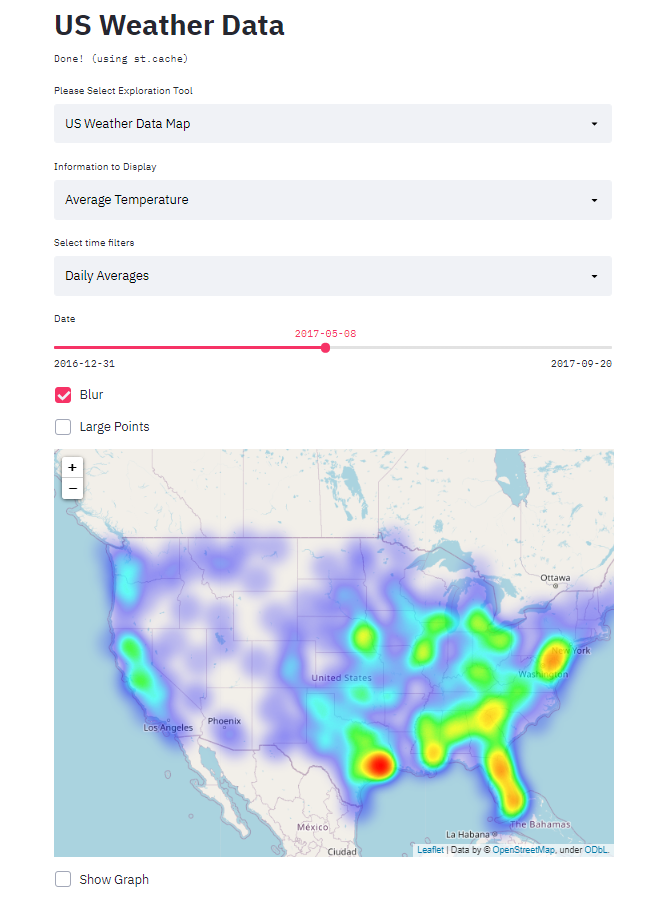 US Weather Data
Done! (using st.cache)
Please Select Exploration Tool
US Weather Data Map
Information to Display
Average Temperature
Select time filters
Daily Averages
Date
2017-05-08
2016-12-31 2017-09-20
Blur
Large Points
+
−
Ottawa
New York
United States
Washington
Los Angeles
Phoenix
México
The Bahamas
La Habana
Ciudad
Leaflet | Data by © OpenStreetMap, under ODbL.
Show Graph